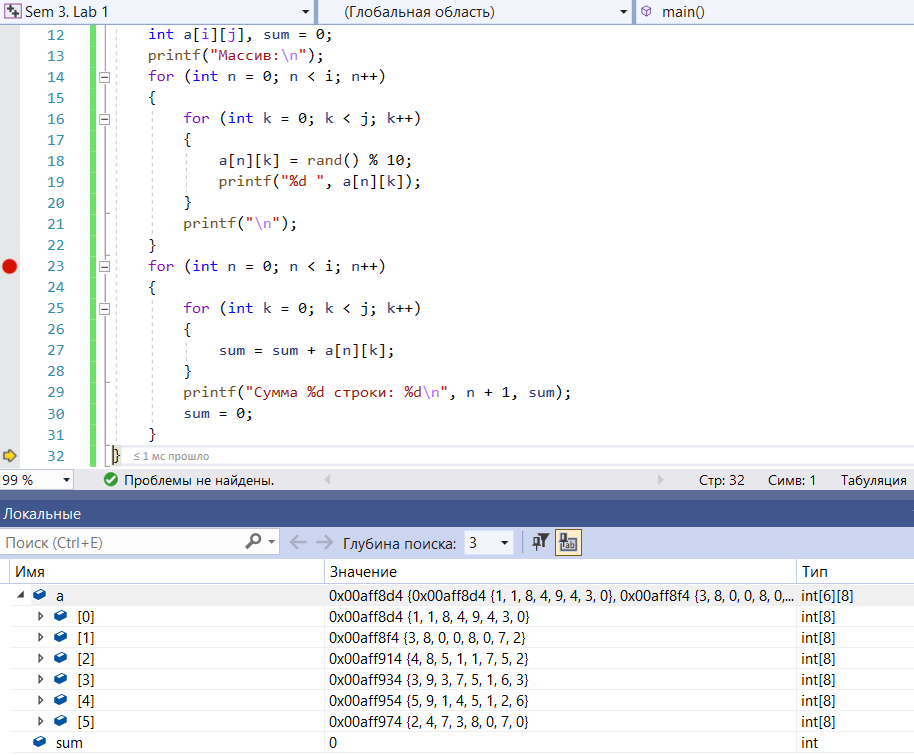 Sem 3. Lab 1 (Глобальная область) main()
12 int a[i][j], sum = 0;
13 printf("Массив:\n");
14 for (int n = 0; n < i; n++)
15 {
16 for (int k = 0; k < j; k++)
17 {
18 a[n][k] = rand() % 10;
19 printf("%d ", a[n][k]);
20 }
21 printf("\n");
22 }
23 for (int n = 0; n < i; n++)
24 {
25 for (int k = 0; k < j; k++)
26 {
27 sum = sum + a[n][k];
28 }
29 printf("Сумма %d строки: %d\n", n + 1, sum);
30 sum = 0;
31 }
32 } ≤ 1 мс прошло
99 % Проблемы не найдены. Стр: 32 Симв: 1 Табуляция
Локальные
Поиск (Ctrl+E) Глубина поиска: 3
Имя Значение Тип
a 0x00aff8d4 {0x00aff8d4 {1, 1, 8, 4, 9, 4, 3, 0}, 0x00aff8f4 {3, 8, 0, 0, 8, 0,... int[6][8]
[0] 0x00aff8d4 {1, 1, 8, 4, 9, 4, 3, 0} int[8]
[1] 0x00aff8f4 {3, 8, 0, 0, 8, 0, 7, 2} int[8]
[2] 0x00aff914 {4, 8, 5, 1, 1, 7, 5, 2} int[8]
[3] 0x00aff934 {3, 9, 3, 7, 5, 1, 6, 3} int[8]
[4] 0x00aff954 {5, 9, 1, 4, 5, 1, 2, 6} int[8]
[5] 0x00aff974 {2, 4, 7, 3, 8, 0, 7, 0} int[8]
sum 0 int